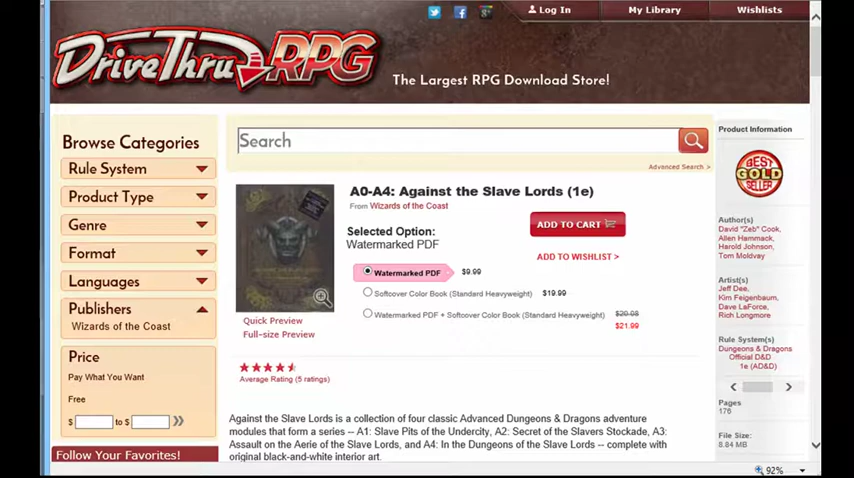 Log In
My Library
Wishlists
DriveThruRPG
The Largest RPG Download Store!
Browse Categories
Rule System
Product Type
Genre
Format
Languages
Publishers
Wizards of the Coast
Price
Pay What You Want
Free
$ to $
Follow Your Favorites!
Search
Advanced Search >
A0-A4: Against the Slave Lords (1e)
From Wizards of the Coast
Selected Option:
Watermarked PDF
ADD TO CART
ADD TO WISHLIST >
Watermarked PDF $9.99
Softcover Color Book (Standard Heavyweight) $19.99
Watermarked PDF + Softcover Color Book (Standard Heavyweight)
$21.99
Quick Preview
Full-size Preview
Average Rating (5 ratings)
Against the Slave Lords is a collection of four classic Advanced Dungeons & Dragons adventure
modules that form a series -- A1: Slave Pits of the Undercity, A2: Secret of the Slavers Stockade, A3:
Assault on the Aerie of the Slave Lords, and A4: In the Dungeons of the Slave Lords -- complete with
original black-and-white interior art.
Product Information
BEST
GOLD
SELLER
Author(s)
David "Zeb" Cook,
Allen Hammack,
Harold Johnson,
Tom Moldvay
Artist(s)
Jeff Dee,
Kim Feigenbaum,
Dave LaForce,
Rich Longmore
Rule System(s)
Dungeons & Dragons
Official D&D
1e (AD&D)
Pages
176
File Size:
8.84 MB
92%